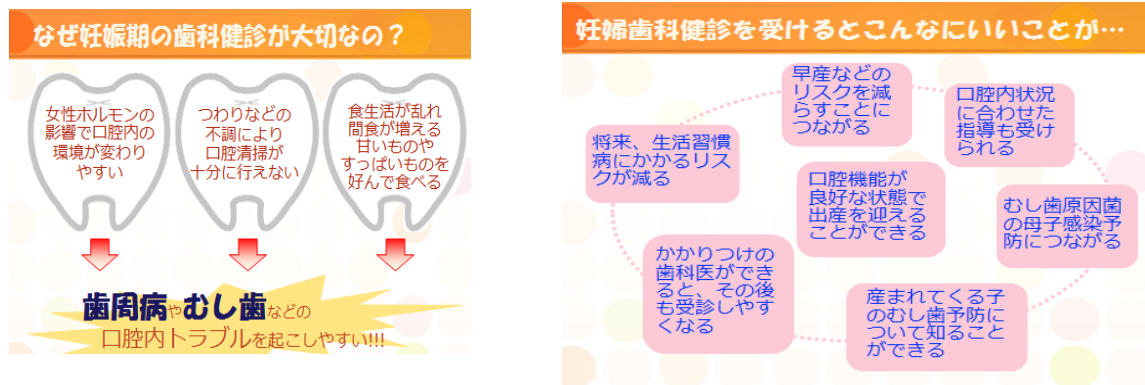 なぜ妊娠期の歯科健診が大切なの？
女性ホルモンの
影響で口腔内の
環境が変わり
やすい
つわりなどの
不調により
口腔清掃が
十分に行えない
食生活が乱れ
間食が増える
甘いものや
すっぱいものを
好んで食べる
歯周病やむし歯などの
口腔内トラブルを起こしやすい!!!
妊婦歯科健診を受けるとこんなにいいことが…
早産などの
リスクを減
らすことに
つながる
口腔内状況
に合わせた
指導も受け
られる
将来、生活習慣
病にかかるリス
クが減る
口腔機能が
良好な状態で
出産を迎える
ことができる
むし歯原因菌
の母子感染予
防につながる
かかりつけの
歯科医ができ
ると、その後
も受診しやす
くなる
産まれてくる子
のむし歯予防に
ついて知ること
ができる